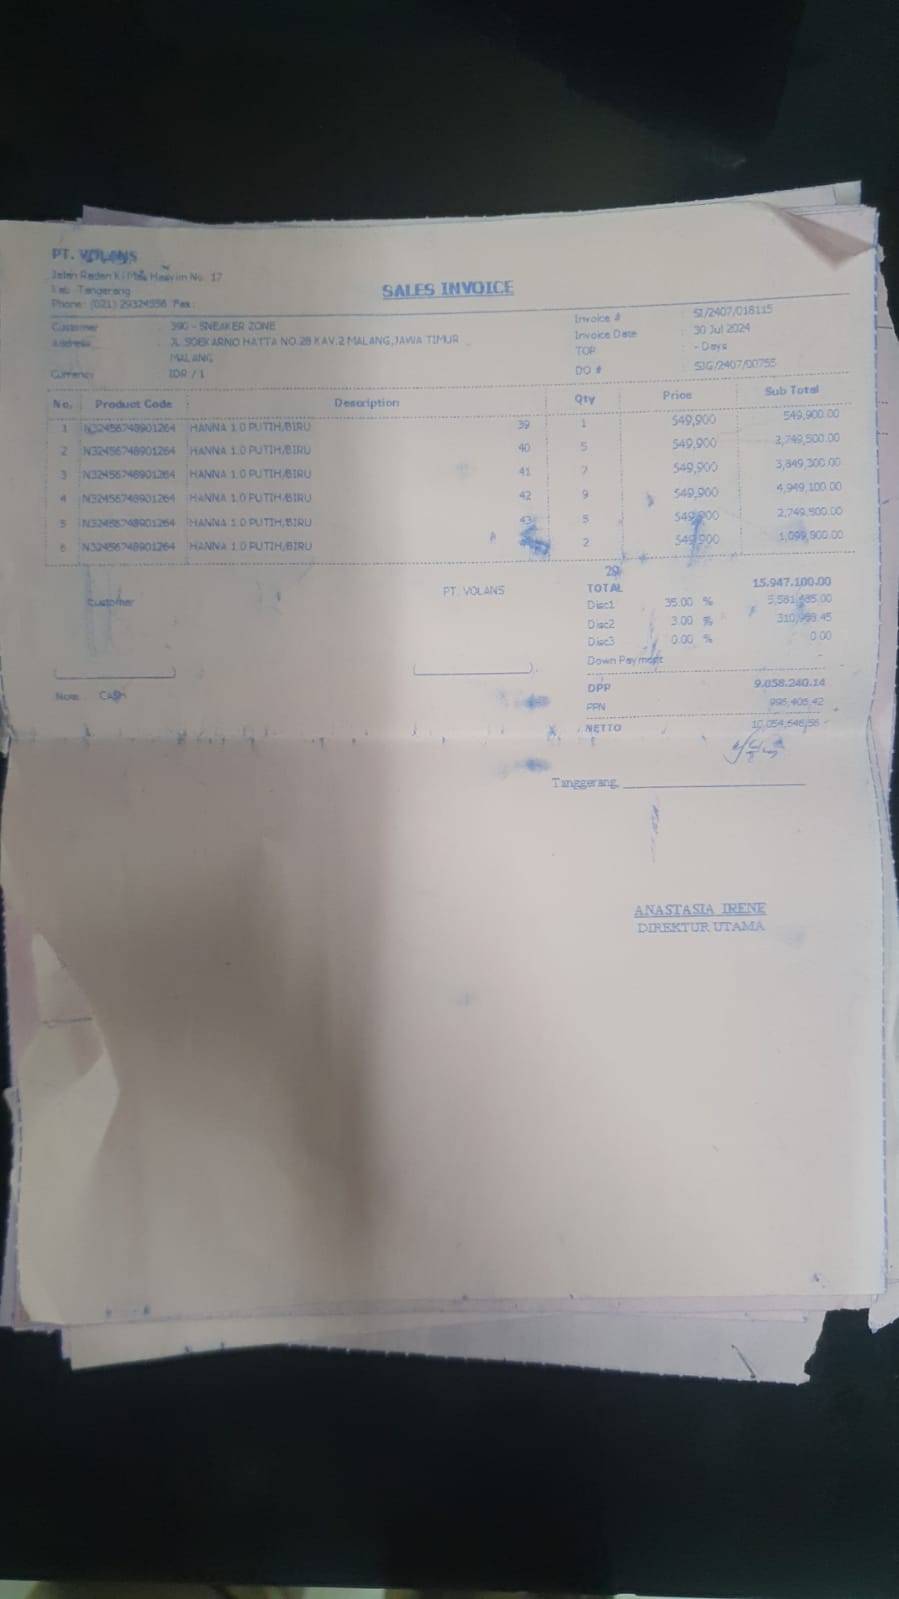 PT. VOLANS
Jalan Raden Ki Mas Hasyim No. 17
Kab. Tangerang
Phone: (021) 29324556 Fax:
SALES INVOICE
Customer : 390 - SNEAKER ZONE
Address : JL.SOEKARNO HATTA NO.28 KAV.2 MALANG,JAWA TIMUR
MALANG
Currency IDR / 1
Invoice # SI/2407/018115
Invoice Date : 30 Jul 2024
TOP : - Days
DO # : SJG/2407/00755
No. Product Code Description Qty Price Sub Total
1 N32456748901264 HANNA 1.0 PUTIH/BIRU 39 1 549,900 549,900.00
2 N32456748901264 HANNA 1.0 PUTIH/BIRU 40 5 549,900 2,749,500.00
3 N32456748901264 HANNA 1.0 PUTIH/BIRU 41 7 549,900 3,849,300.00
4 N32456748901264 HANNA 1.0 PUTIH/BIRU 42 9 549,900 4,949,100.00
5 N32456748901264 HANNA 1.0 PUTIH/BIRU 43 5 549,900 2,749,500.00
6 N32456748901264 HANNA 1.0 PUTIH/BIRU 2 549,900 1,099,800.00
29
Customer
PT. VOLANS
TOTAL 15.947.100.00
Disc1 35.00 % 5,581,485.00
Disc2 3.00 % 45
Disc3 0.00 % 0.00
Down Payment -
DPP 9.058.240.14
PPN 996,406.42
NETTO 10,054,646.56
Note: CASH
Tanggerang,
ANASTASIA IRENE
DIREKTUR UTAMA